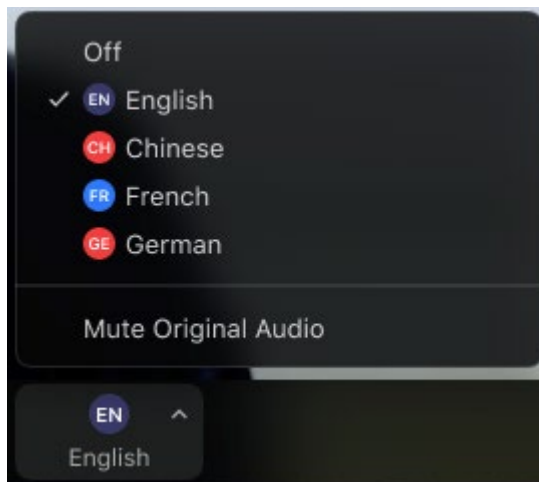 Off
EN English
CH Chinese
FR French
GE German
Mute Original Audio
EN
English